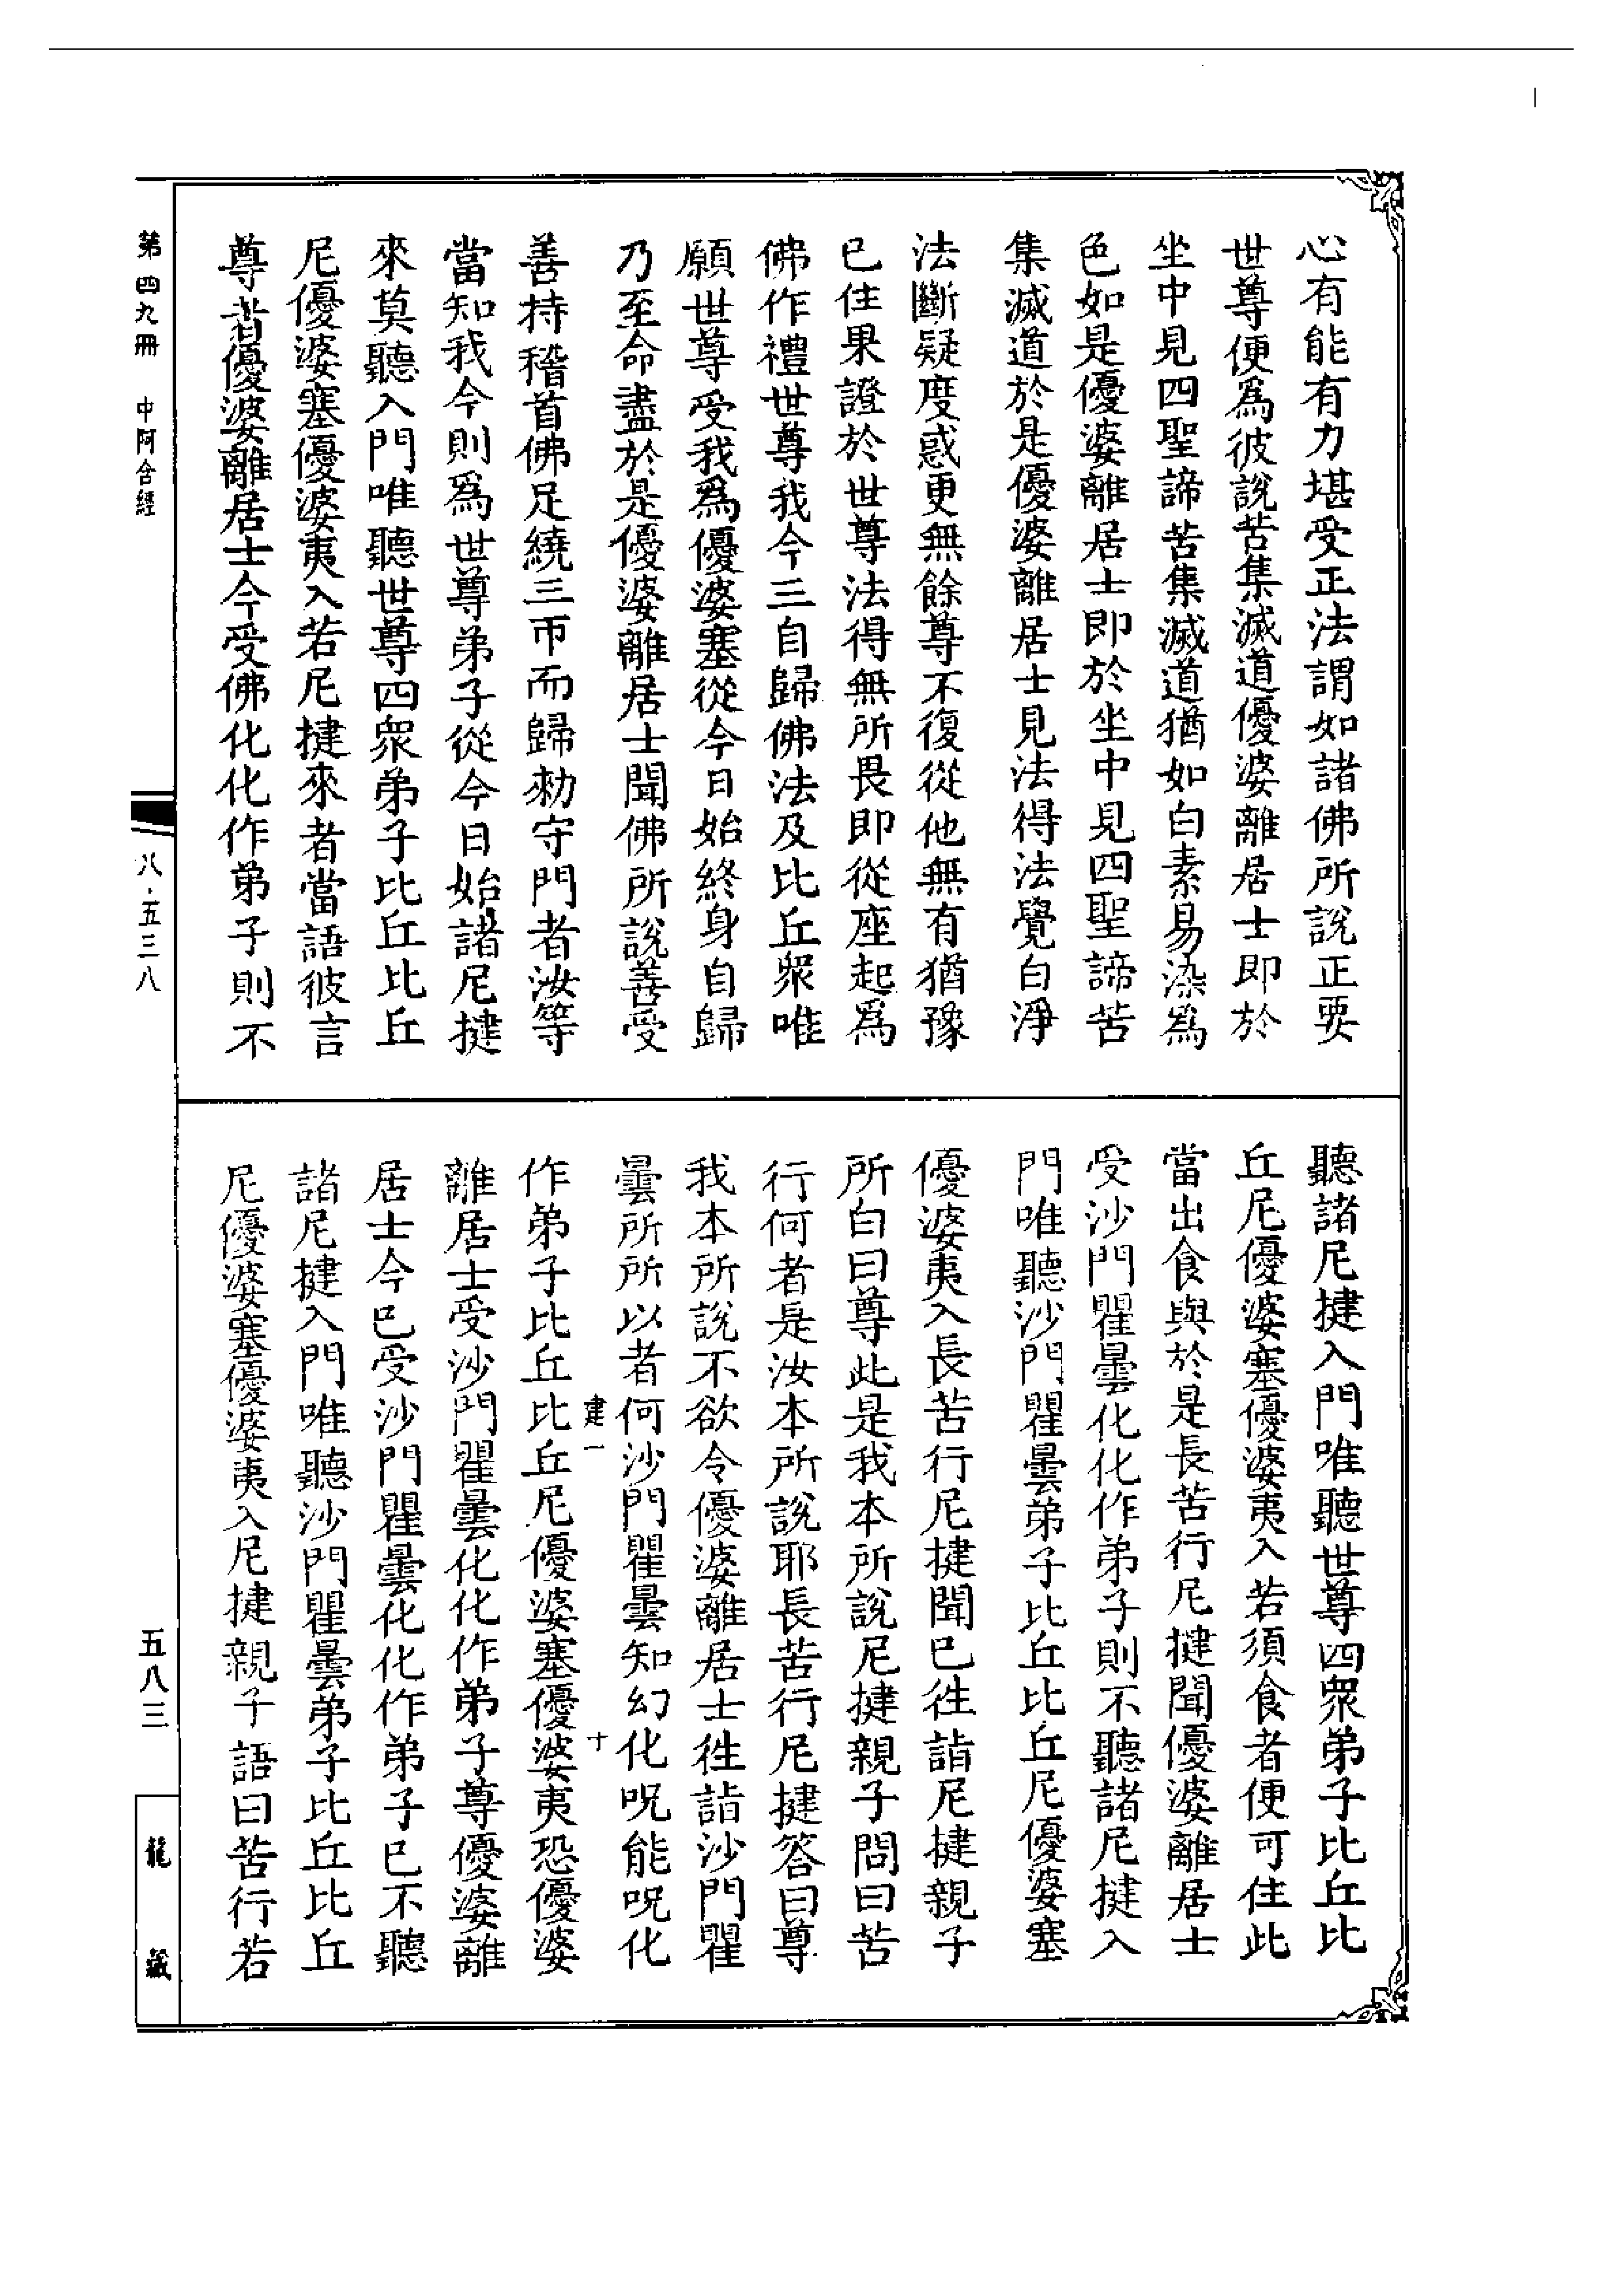 心有能有力堪受正法謂如諸佛所說正要
世尊便爲彼說苦集滅道優婆離居士即於
坐中見四聖諦苦集滅道猶如白素易染爲
色如是優婆離居士即於坐中見四聖諦苦
集滅道於是優婆離居士見法得法覺白淨
法斷疑度惑更無餘尊不復從他無有猶豫
已住果證於世尊法得無所畏即從座起爲
佛作禮世尊我今三自歸佛法及比丘衆唯
願世尊受我爲優婆塞從今日始終身自歸
乃至命盡於是優婆離居士聞佛所說善受
善持稽首佛足繞三帀而歸勑守門者汝等
當知我今則爲世尊弟子從今日始諸尼揵
來莫聽入門唯聽世尊四衆弟子比丘比丘
尼優婆塞優婆夷入若尼揵來者當語彼言
尊者優婆離居士今受佛化化作弟子則不
聽諸尼揵入門唯聽世尊四衆弟子比丘比
丘尼優婆塞優婆夷入若須食者便可住此
當出食與於是長苦行尼揵聞優婆離居士
受沙門瞿曇化化作弟子則不聽諸尼揵入
門唯聽沙門瞿曇弟子比丘比丘尼優婆塞
優婆夷入長苦行尼揵聞已徃詣尼揵親子
所白曰尊此是我本所說尼揵親子問曰苦
行何者是汝本所說耶長苦行尼揵答曰尊
我本所說不欲令優婆離居士徃詣沙門瞿
曇所所以者何沙門瞿曇知幻化呪能呪化
建一
十
作弟子比丘比丘尼優婆塞優婆夷恐優婆
離居士受沙門瞿曇化化作弟子尊優婆離
居士今已受沙門瞿曇化化作弟子已不聽
諸尼揵入門唯聽沙門瞿曇弟子比丘比丘
尼優婆塞優婆夷入尼揵親子語曰苦行若
第四九冊 中阿含經
八·五三八
五八三
龍藏